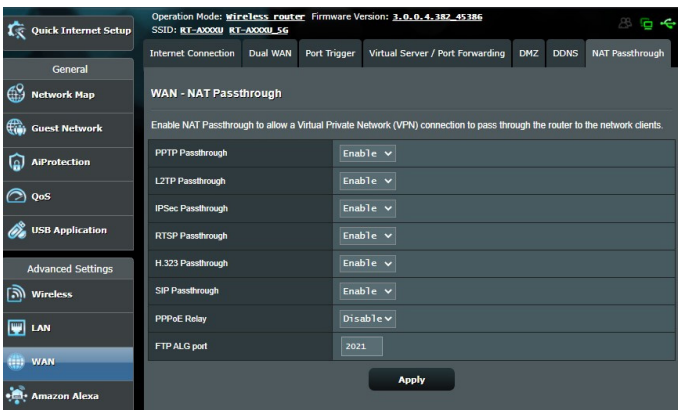 Quick Internet Setup
Operation Mode: Wireless router Firmware Version: 3.0.0.4.382_45386
SSID: RT-AXXXU RT-AXXXU_5G
Internet Connection Dual WAN Port Trigger Virtual Server / Port Forwarding DMZ DDNS NAT Passthrough
General
Network Map
Guest Network
AiProtection
QoS
USB Application
Advanced Settings
Wireless
LAN
WAN
Amazon Alexa
WAN - NAT Passthrough
Enable NAT Passthrough to allow a Virtual Private Network (VPN) connection to pass through the router to the network clients.
PPTP Passthrough Enable
L2TP Passthrough Enable
IPSec Passthrough Enable
RTSP Passthrough Enable
H.323 Passthrough Enable
SIP Passthrough Enable
PPPoE Relay Disable
FTP ALG port 2021
Apply